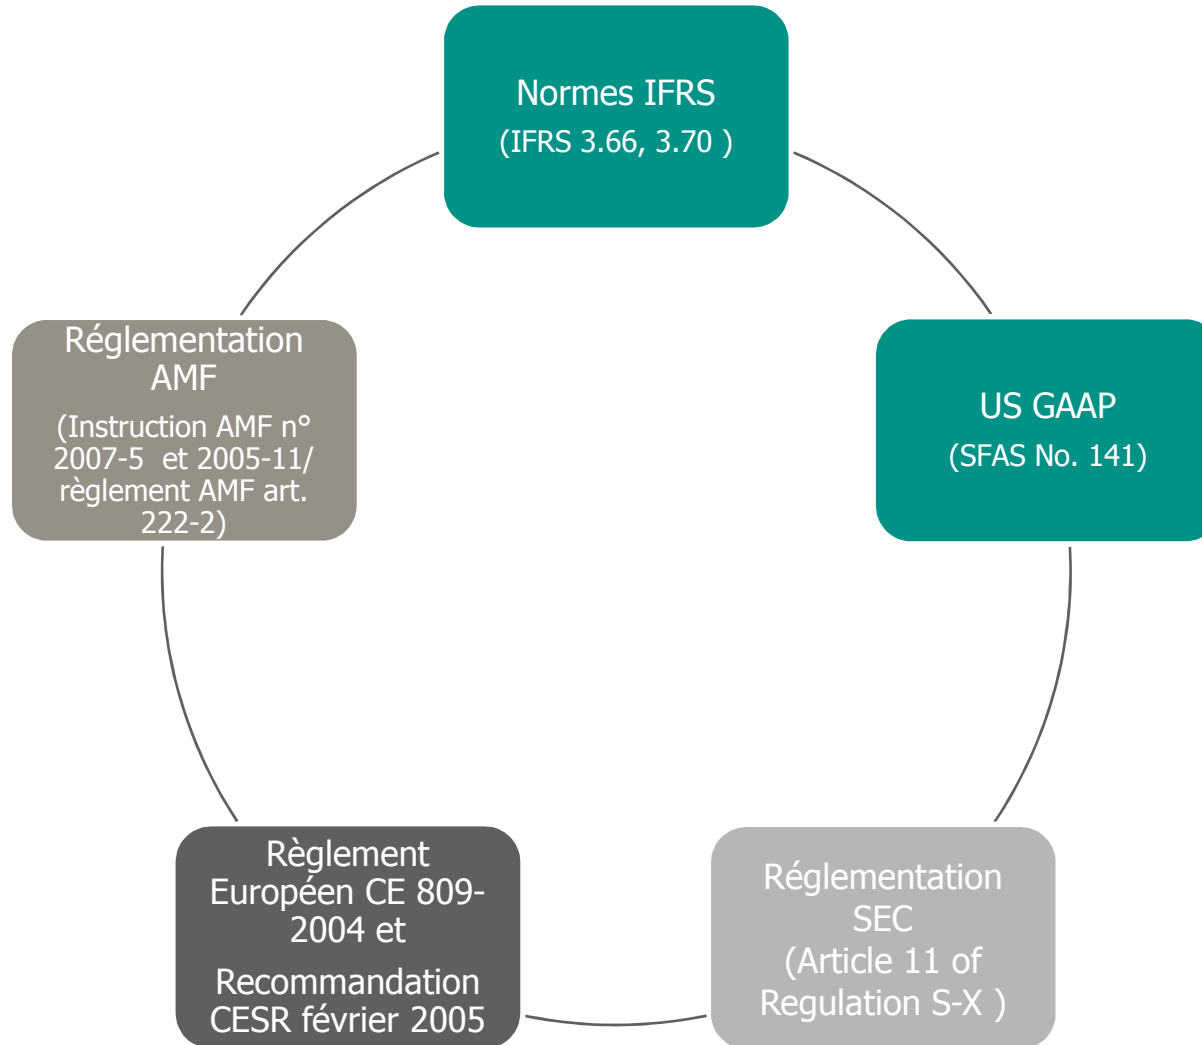 Normes IFRS
(IFRS 3.66, 3.70 )
US GAAP
(SFAS No. 141)
Réglementation
SEC
(Article 11 of
Regulation S-X )
Règlement
Européen CE 809-
2004 et
Recommandation
CESR février 2005
Réglementation
AMF
(Instruction AMF n°
2007-5 et 2005-11/
règlement AMF art.
222-2)